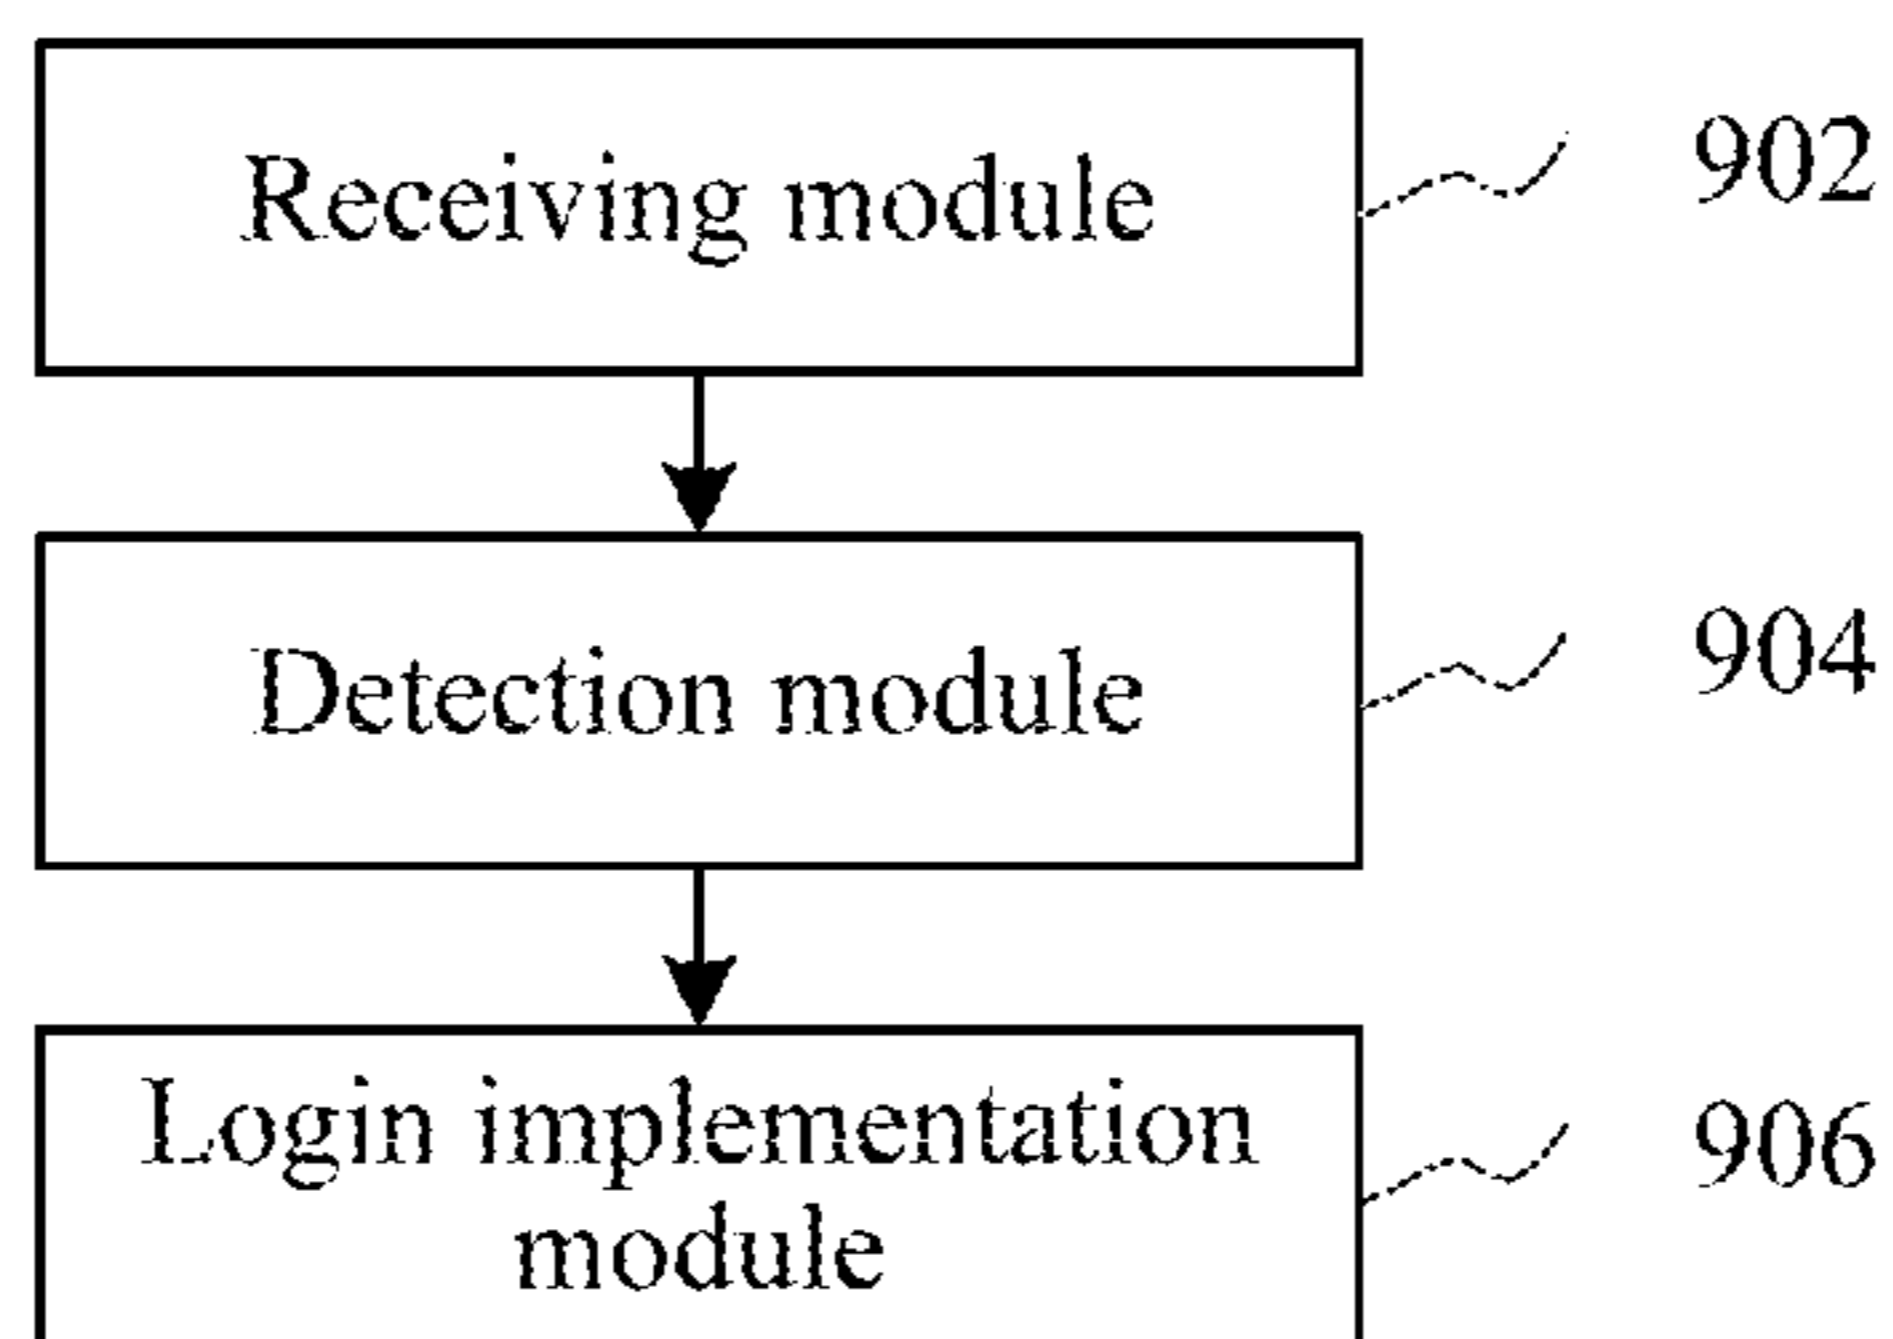 Receiving module
902
Detection module
904
Login implementation
module
906